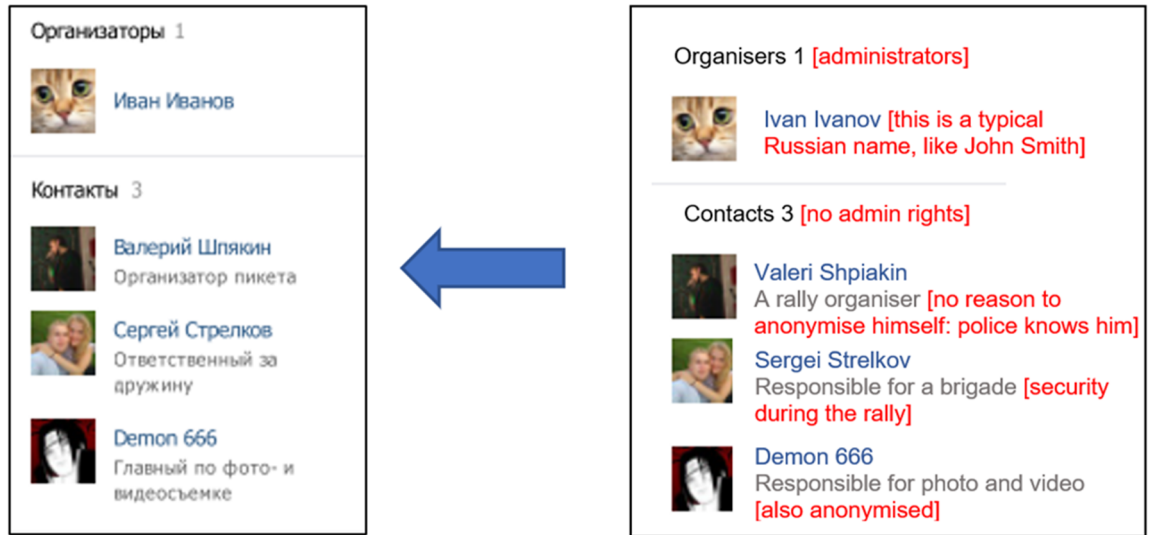 Организаторы 1
Иван Иванов
Контакты 3
Валерий Шпякин
Организатор пикета
Сергей Стрелков
Ответственный за
дружину
Demon 666
Главный по фото- и
видеосъемке
Organisers 1 [administrators]
Ivan Ivanov [this is a typical
Russian name, like John Smith]
Contacts 3 [no admin rights]
Valeri Shpiakin
A rally organiser [no reason to
anonymise himself: police knows him]
Sergei Strelkov
Responsible for a brigade [security
during the rally]
Demon 666
Responsible for photo and video
[also anonymised]